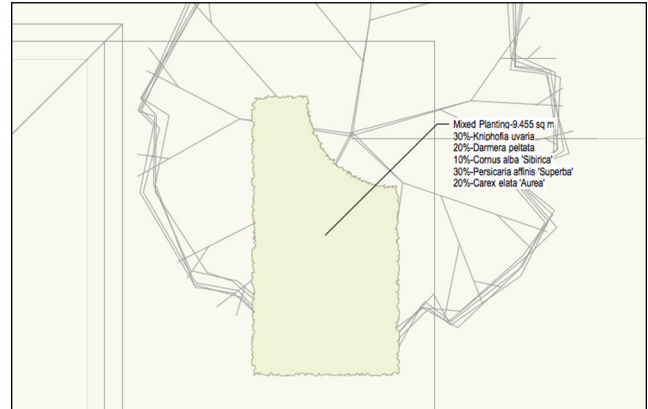 Mixed Planting-9.455 sq m
30%-Kniphofia uvaria
20%-Darmera peltata
10%-Cornus alba 'Sibirica'
30%-Persicaria affinis 'Superba'
20%-Carex elata 'Aurea'